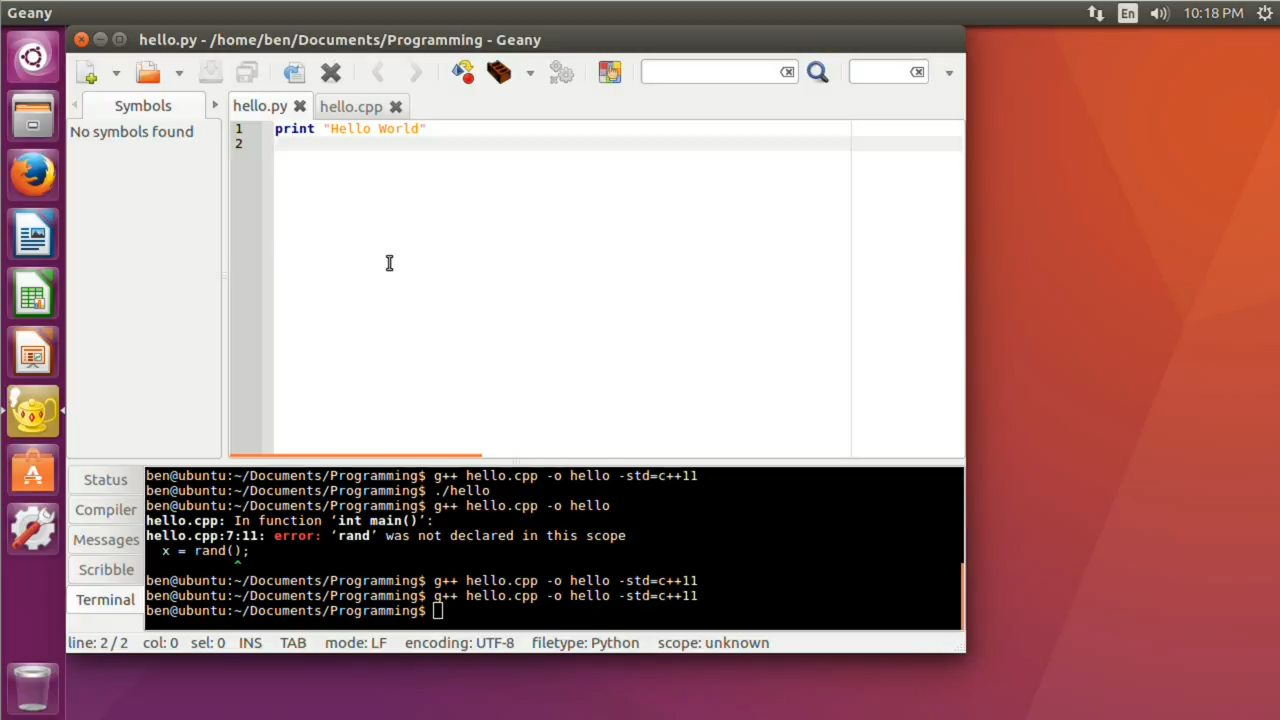 Geany
En
10:18 PM
hello.py - /home/ben/Documents/Programming - Geany
Symbols
hello.py
hello.cpp
No symbols found
1 print "Hello World"
2
Status
Compiler
Messages
Scribble
Terminal
ben@ubuntu:~/Documents/Programming$ g++ hello.cpp -o hello -std=c++11
ben@ubuntu:~/Documents/Programming$ ./hello
ben@ubuntu:~/Documents/Programming$ g++ hello.cpp -o hello
hello.cpp: In function ‘int main()’:
hello.cpp:7:11: error: ‘rand’ was not declared in this scope
x = rand();
^
ben@ubuntu:~/Documents/Programming$ g++ hello.cpp -o hello -std=c++11
ben@ubuntu:~/Documents/Programming$ g++ hello.cpp -o hello -std=c++11
ben@ubuntu:~/Documents/Programming$
line: 2 / 2 col: 0 sel: 0 INS TAB mode: LF encoding: UTF-8 filetype: Python scope: unknown